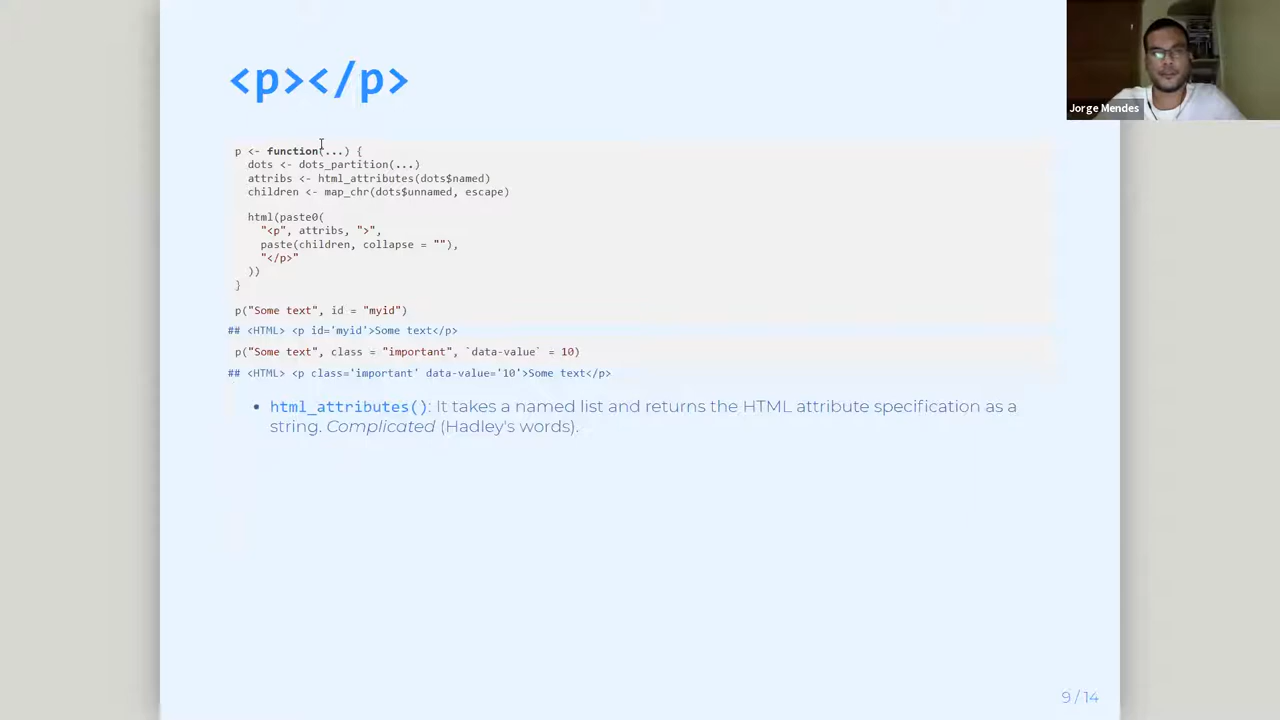 <p></p>
Jorge Mendes
p <- function(...) {
dots <- dots_partition(...)
attribs <- html_attributes(dots$named)
children <- map_chr(dots$unnamed, escape)
html(paste0(
"<p", attribs, ">",
paste(children, collapse = ""),
"</p>"
))
}
p("Some text", id = "myid")
## <HTML> <p id='myid'>Some text</p>
p("Some text", class = "important", `data-value` = 10)
## <HTML> <p class='important' data-value='10'>Some text</p>
• html_attributes(): It takes a named list and returns the HTML attribute specification as a
string. Complicated (Hadley's words).
9 / 14